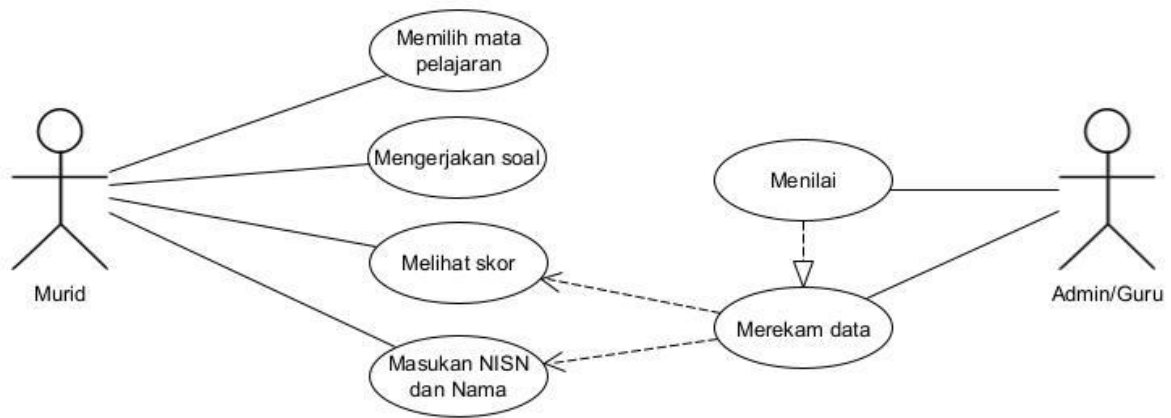 Memilih mata
pelajaran
Mengerjakan soal
Menilai
Melihat skor
Murid
Admin/Guru
Merekam data
Masukan NISN
dan Nama